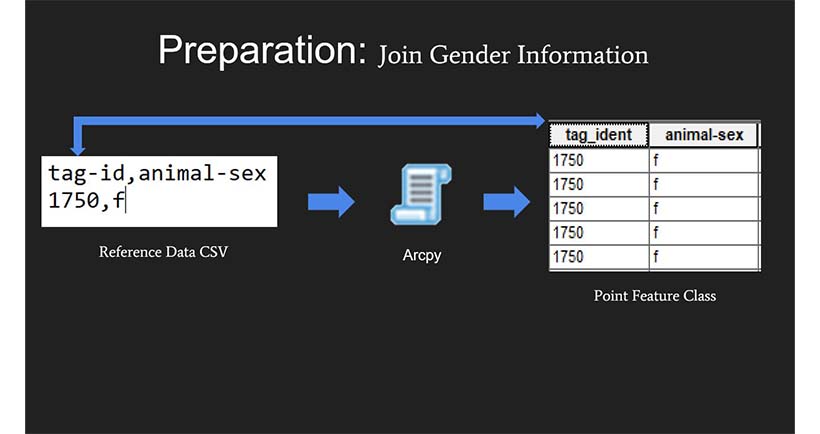 Preparation: Join Gender Information
tag-id,animal-sex
1750,f
Reference Data CSV
Arcpy
tag_ident animal-sex
1750 f
1750 f
1750 f
1750 f
1750 f
Point Feature Class